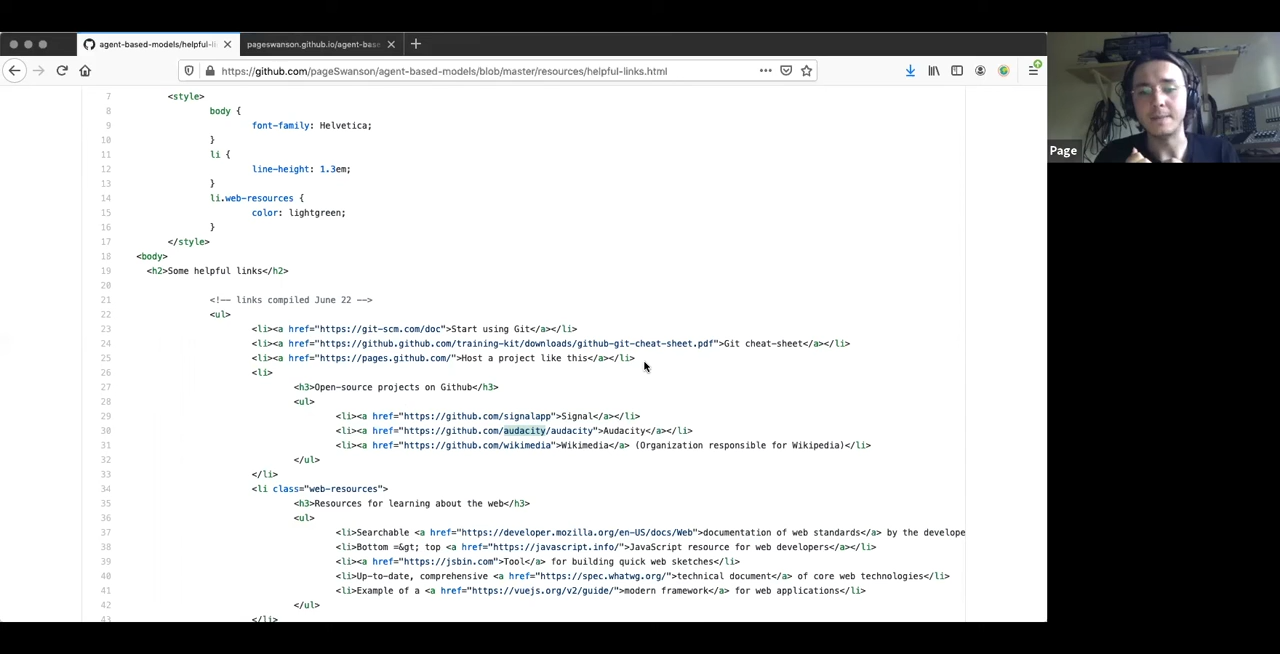 agent-based-models/helpful-li
pageswanson.github.io/agent-base
https://github.com/pageSwanson/agent-based-models/blob/master/resources/helpful-links.html
Page
7 <style>
8 body {
9 font-family: Helvetica;
10 }
11 li {
12 line-height: 1.3em;
13 }
14 li.web-resources {
15 color: lightgreen;
16 }
17 </style>
18 <body>
19 <h2>Some helpful links</h2>
20
21 <!-- links compiled June 22 -->
22 <ul>
23 <li><a href="https://git-scm.com/doc">Start using Git</a></li>
24 <li><a href="https://github.github.com/training-kit/downloads/github-git-cheat-sheet.pdf">Git cheat-sheet</a></li>
25 <li><a href="https://pages.github.com/">Host a project like this</a></li>
26 <li>
27 <h3>Open-source projects on Github</h3>
28 <ul>
29 <li><a href="https://github.com/signalapp">Signal</a></li>
30 <li><a href="https://github.com/audacity/audacity">Audacity</a></li>
31 <li><a href="https://github.com/wikimedia">Wikimedia</a> (Organization responsible for Wikipedia)</li>
32 </ul>
33 </li>
34 <li class="web-resources">
35 <h3>Resources for learning about the web</h3>
36 <ul>
37 <li>Searchable <a href="https://developer.mozilla.org/en-US/docs/Web">documentation of web standards</a> by the develope
38 <li>Bottom =&gt; top <a href="https://javascript.info/">JavaScript resource for web developers</a></li>
39 <li><a href="https://jsbin.com">Tool</a> for building quick web sketches</li>
40 <li>Up-to-date, comprehensive <a href="https://spec.whatwg.org/">technical document</a> of core web technologies</li>
41 <li>Example of a <a href="https://vuejs.org/v2/guide/">modern framework</a> for web applications</li>
42 </ul>
43 </li>